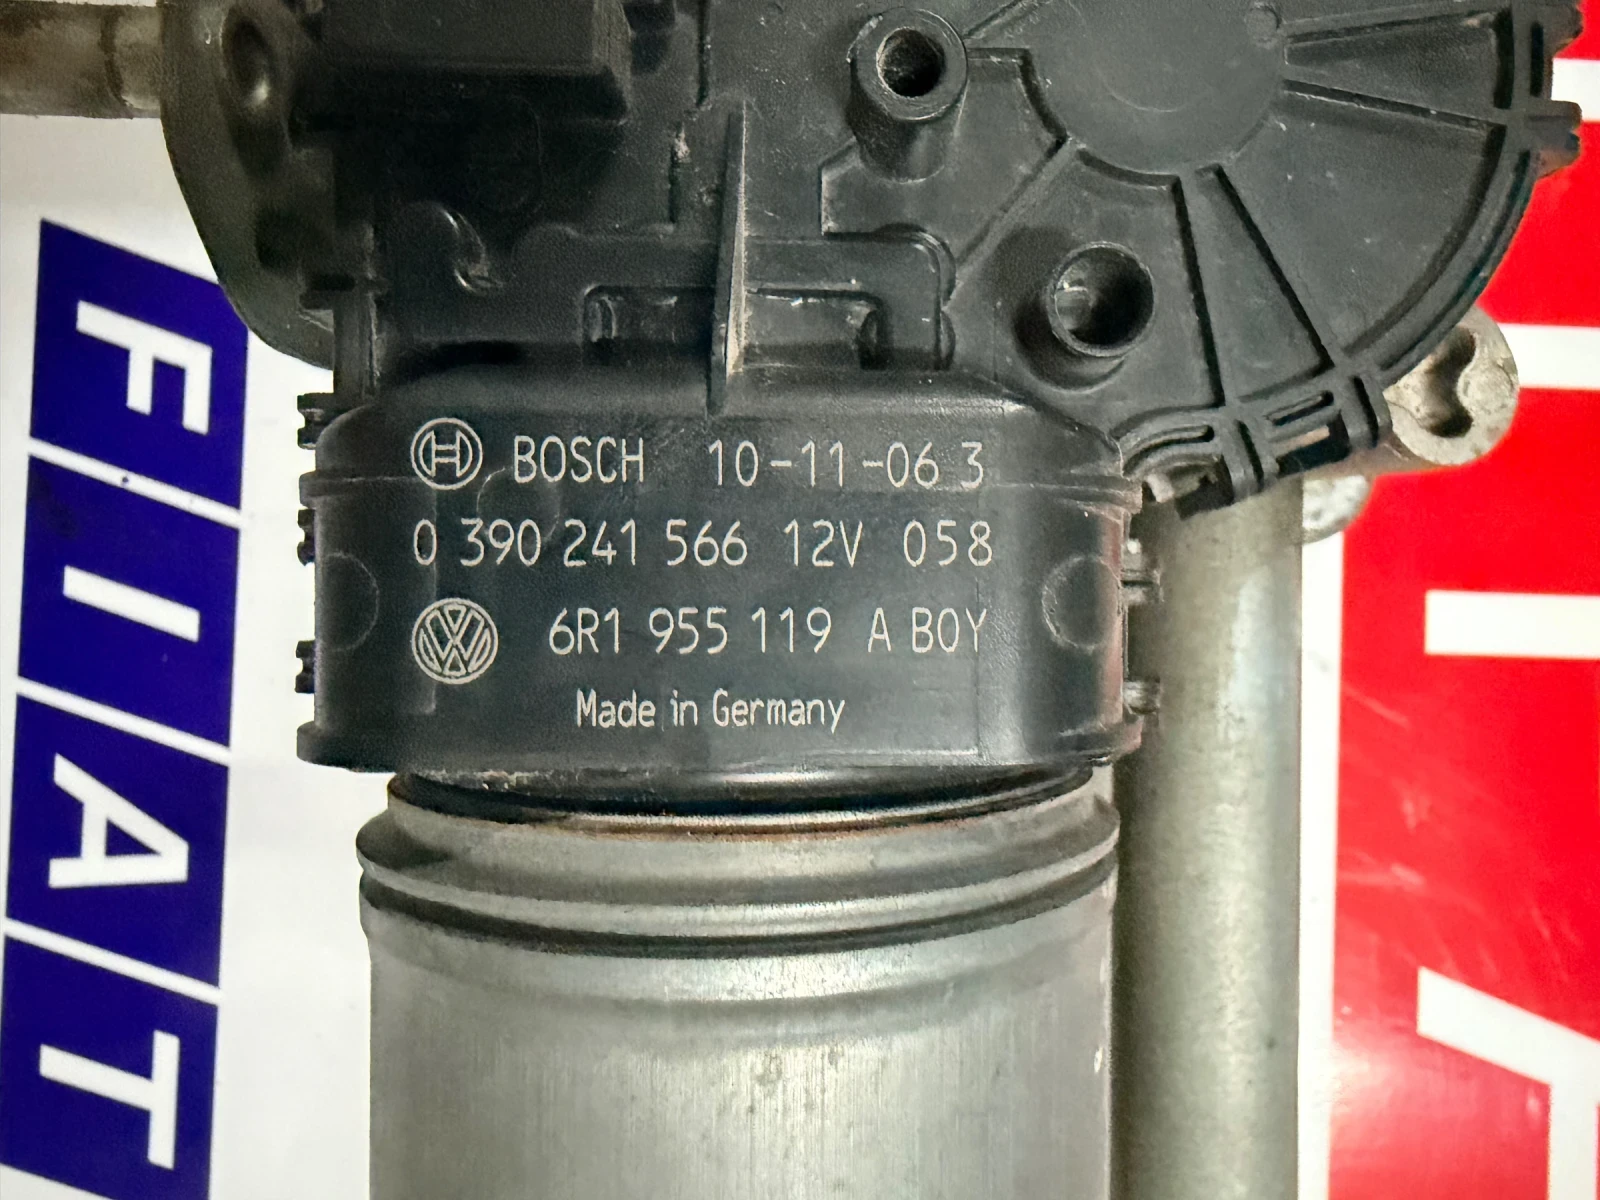 BOSCH 10-11-06 3
0 390 241 566 12V 058
VW 6R1 955 119 A BOY
Made in Germany
FIAT